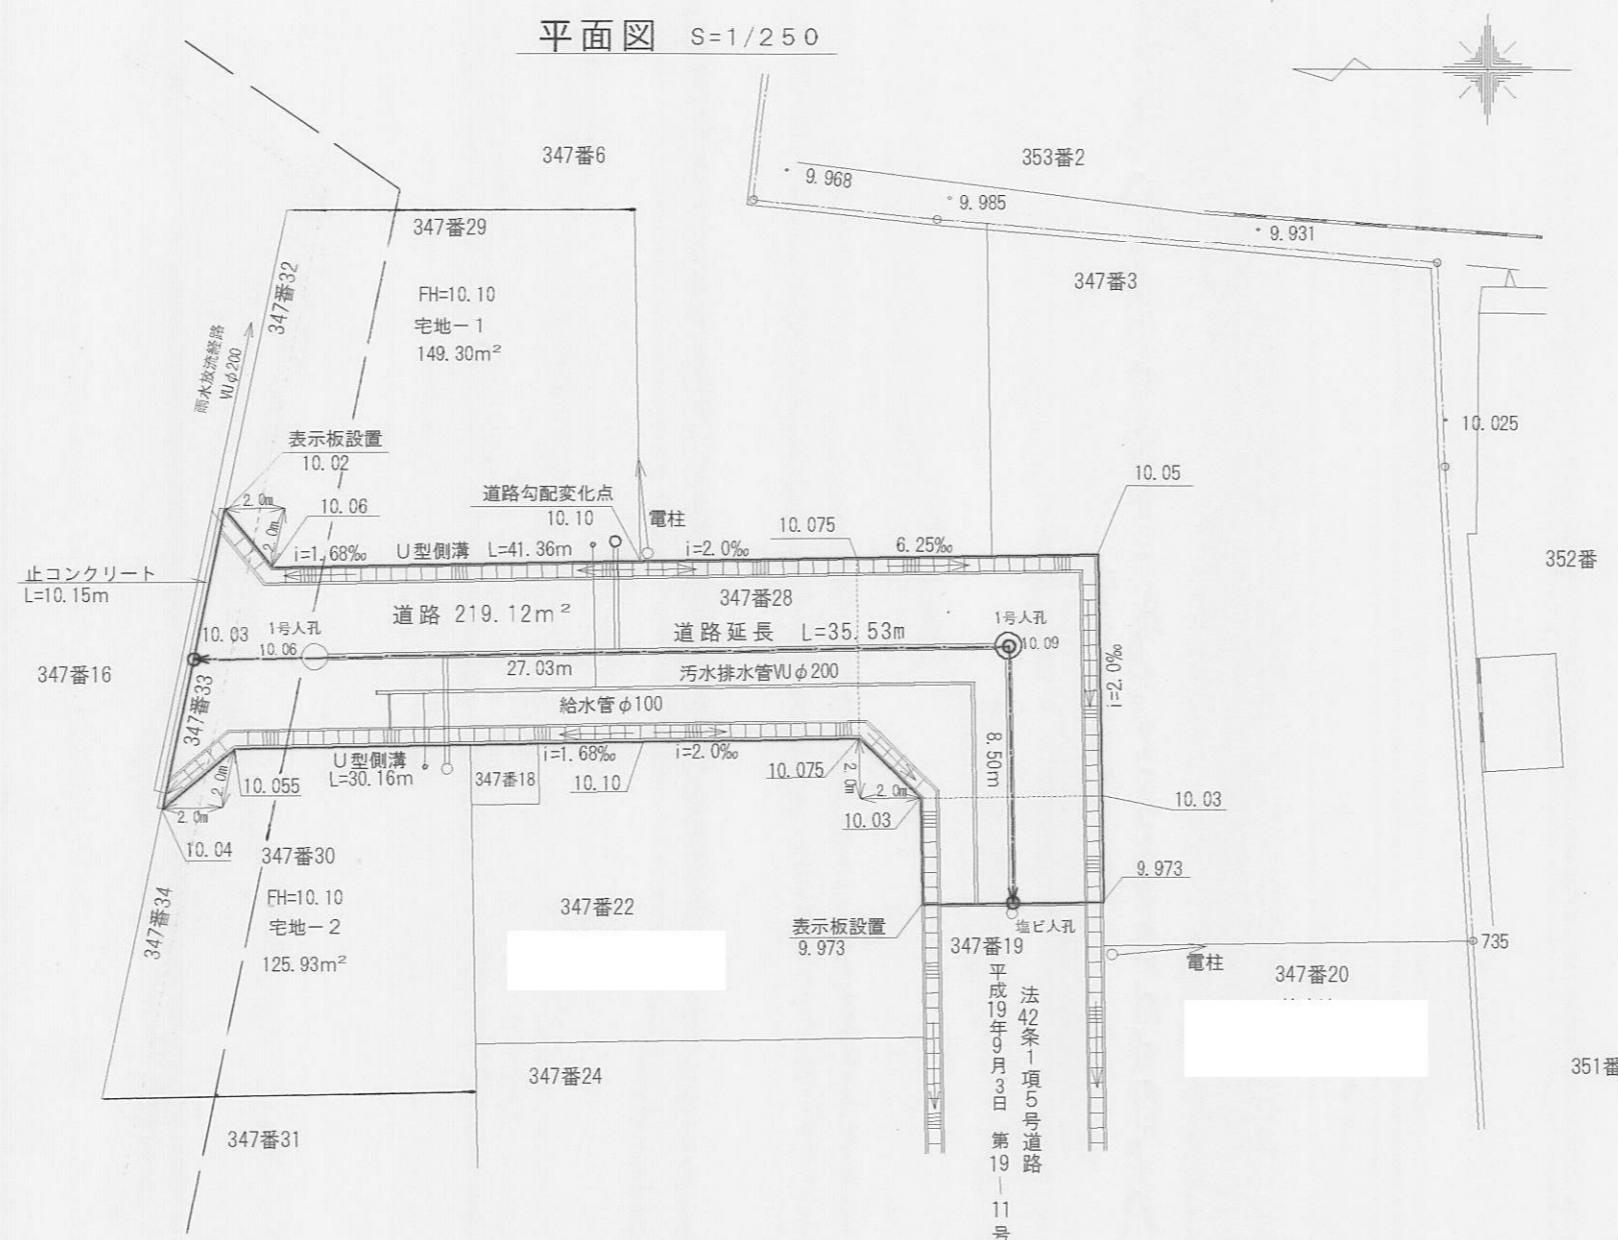 平面図 S=1/250
347番6
353番2
9.968
9.985
9.931
347番29
347番3
347番32
FH=10.10
宅地－1
149.30m²
雨水放流経路
VUφ200
10.025
表示板設置
10.02
10.05
2.0m
2.0m
10.06
道路勾配変化点
10.10
電柱
10.075
i=1.68‰
U型側溝 L=41.36m
i=2.0‰
6.25‰
352番
止コンクリート
L=10.15m
道路 219.12m²
347番28
10.03
1号人孔
10.06
道路延長 L=35.53m
1号人孔
10.09
347番16
27.03m
汚水排水管VUφ200
i=2.0‰
347番33
給水管φ100
8.50m
U型側溝
L=30.16m
i=1.68‰
i=2.0‰
347番18
10.10
10.075
2.0m
2.0m
10.03
10.03
2.0m
2.0m
10.055
10.04
347番30
9.973
347番34
FH=10.10
宅地－2
125.93m²
347番22
表示板設置
9.973
塩ビ人孔
347番19
電柱
735
347番20
法42条1項5号道路
平成19年9月3日 第19－11号
347番24
351番
347番31